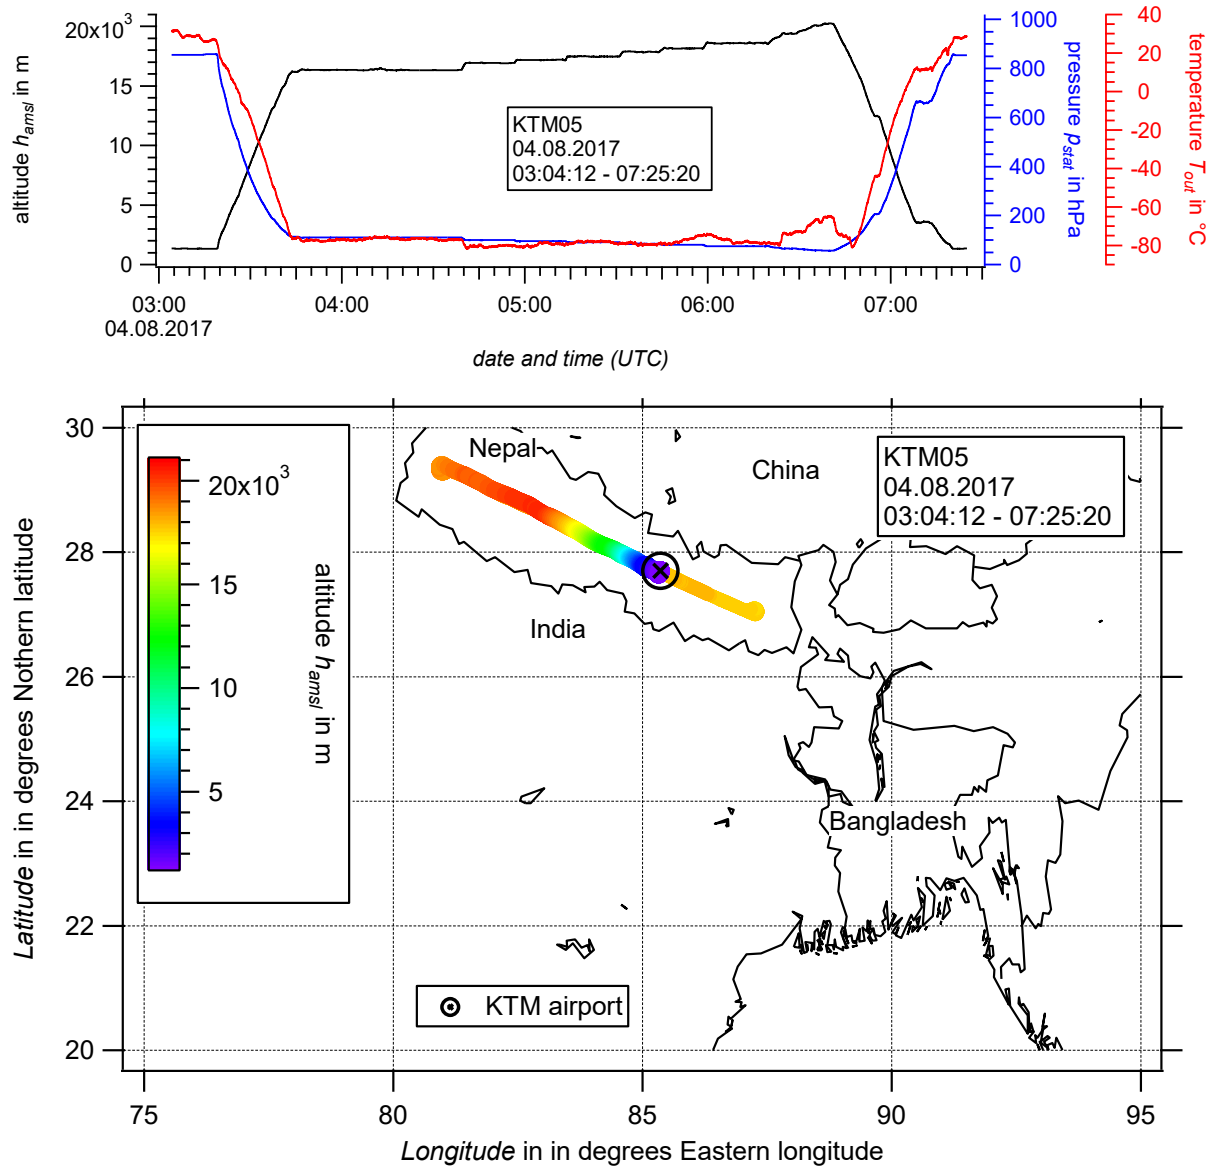 altitude h_amsl in m
20x10³
15
10
5
0
KTM05
04.08.2017
03:04:12 - 07:25:20
1000
800
600
400
200
0
pressure p_stat in hPa
40
20
0
-20
-40
-60
-80
temperature T_out in °C
03:00
04.08.2017
04:00
05:00
06:00
07:00
date and time (UTC)
Latitude in in degrees Nothern latitude
30
28
26
24
22
20
20x10³
15
10
5
altitude h_amsl in m
Nepal
China
India
Bangladesh
KTM05
04.08.2017
03:04:12 - 07:25:20
KTM airport
75
80
85
90
95
Longitude in in degrees Eastern longitude